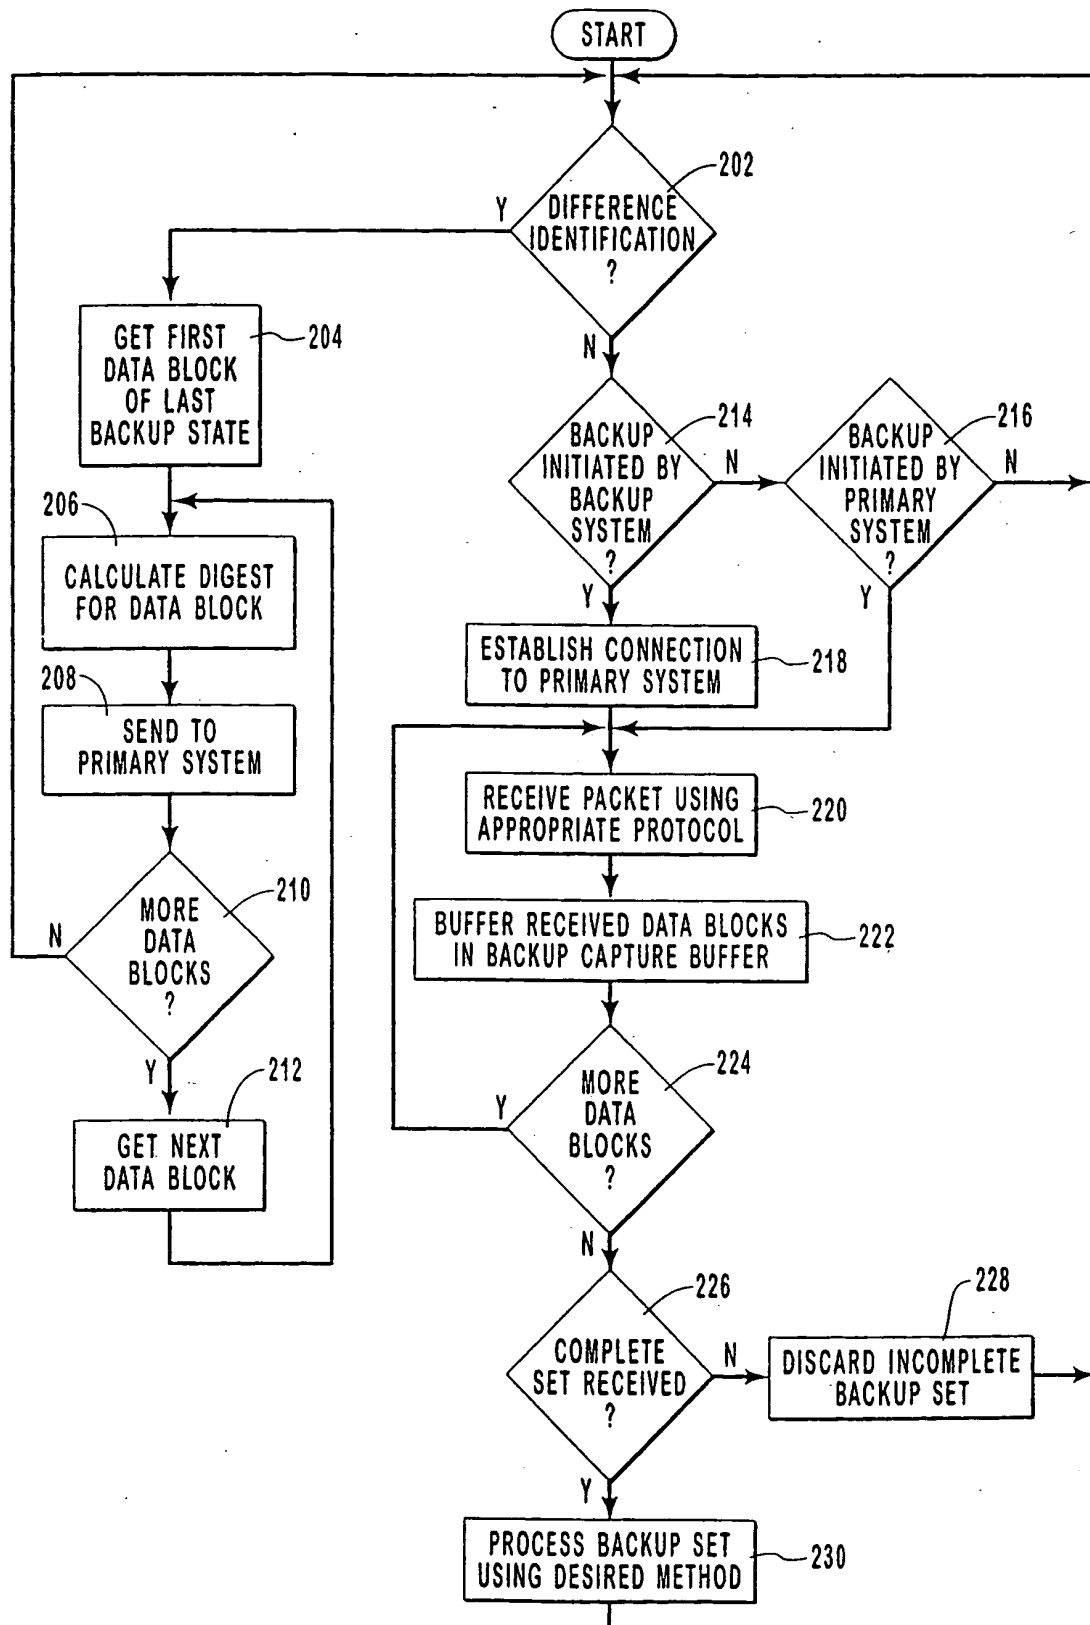 START
202
DIFFERENCE
IDENTIFICATION
?
Y
N
GET FIRST
DATA BLOCK
OF LAST
BACKUP STATE
204
BACKUP
INITIATED BY
BACKUP
SYSTEM
?
214
N
Y
BACKUP
INITIATED BY
PRIMARY
SYSTEM
?
216
N
Y
206
CALCULATE DIGEST
FOR DATA BLOCK
ESTABLISH CONNECTION
TO PRIMARY SYSTEM
218
208
SEND TO
PRIMARY SYSTEM
RECEIVE PACKET USING
APPROPRIATE PROTOCOL
220
MORE
DATA
BLOCKS
?
210
N
Y
BUFFER RECEIVED DATA BLOCKS
IN BACKUP CAPTURE BUFFER
222
212
GET NEXT
DATA BLOCK
MORE
DATA
BLOCKS
?
224
Y
N
COMPLETE
SET RECEIVED
?
226
N
Y
228
DISCARD INCOMPLETE
BACKUP SET
PROCESS BACKUP SET
USING DESIRED METHOD
230